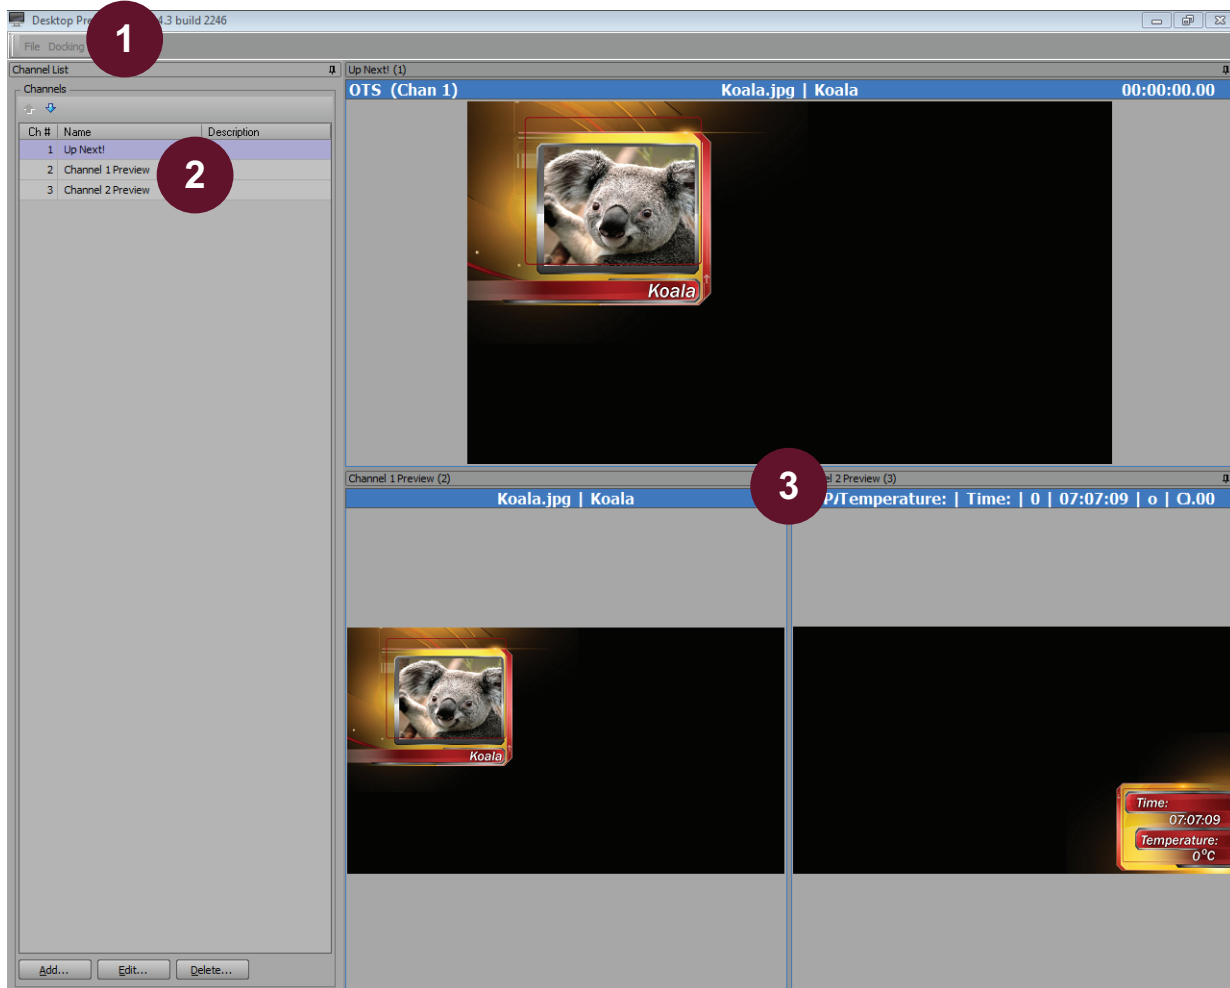 Desktop Pre 4.3 build 2246
1
File Docking
Channel List
Channels
Ch # Name Description
1 Up Next!
2 Channel 1 Preview
3 Channel 2 Preview
2
Add... Edit... Delete...
Up Next! (1)
OTS (Chan 1) Koala.jpg | Koala 00:00:00.00
Koala
Channel 1 Preview (2)
Koala.jpg | Koala
Koala
3
el 2 Preview (3)
P/Temperature: | Time: | 0 | 07:07:09 | o | .00
Time:
07:07:09
Temperature:
0°C